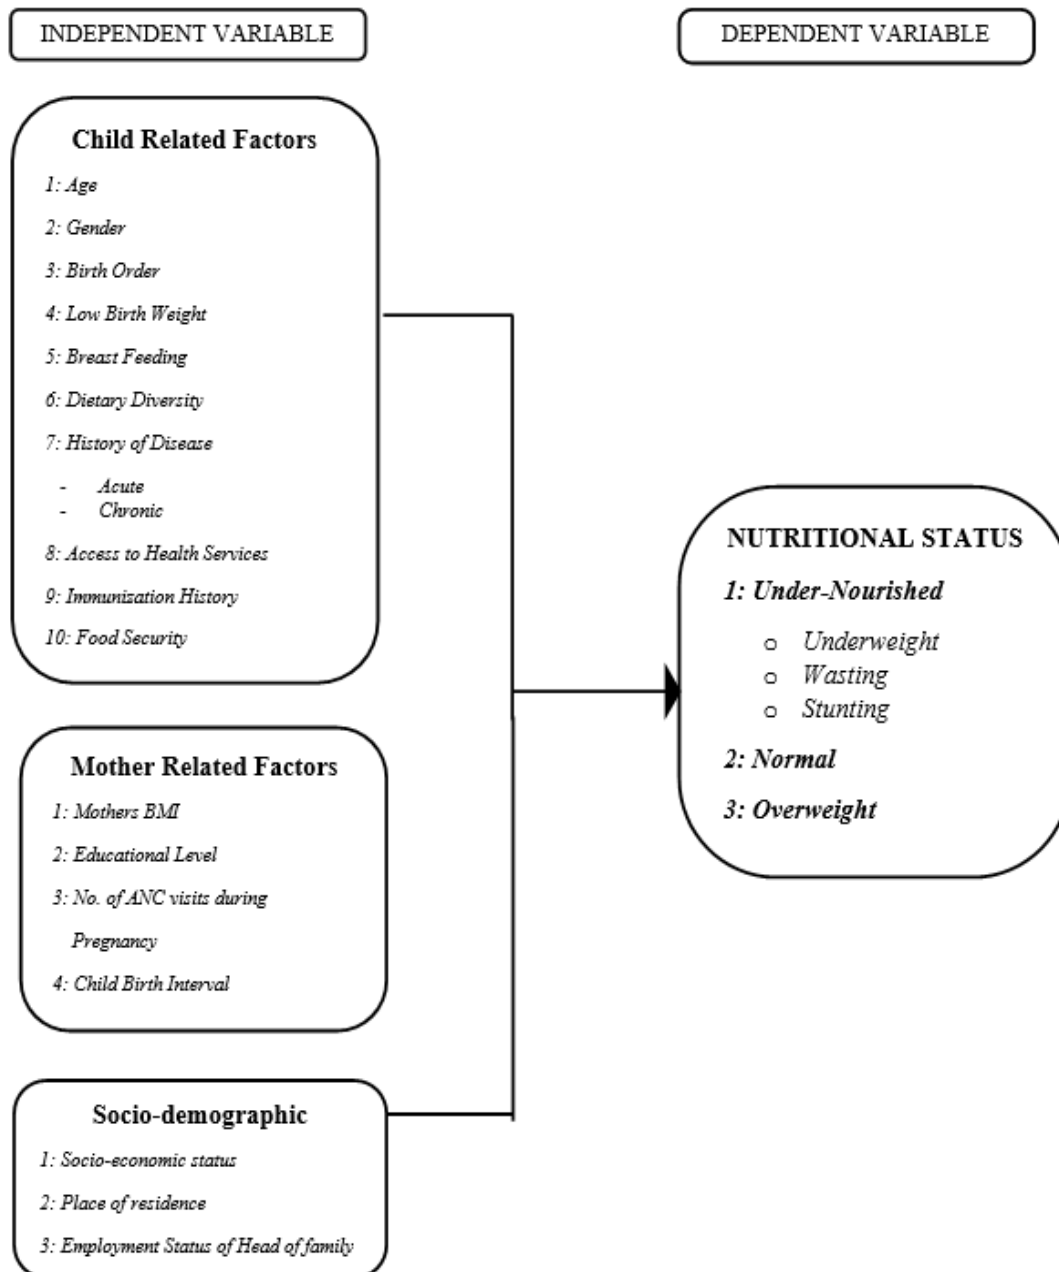 INDEPENDENT VARIABLE
DEPENDENT VARIABLE
Child Related Factors
1: Age
2: Gender
3: Birth Order
4: Low Birth Weight
5: Breast Feeding
6: Dietary Diversity
7: History of Disease
- Acute
- Chronic
8: Access to Health Services
9: Immunization History
10: Food Security
Mother Related Factors
1: Mothers BMI
2: Educational Level
3: No. of ANC visits during
Pregnancy
4: Child Birth Interval
Socio-demographic
1: Socio-economic status
2: Place of residence
3: Employment Status of Head of family
NUTRITIONAL STATUS
1: Under-Nourished
o Underweight
o Wasting
o Stunting
2: Normal
3: Overweight